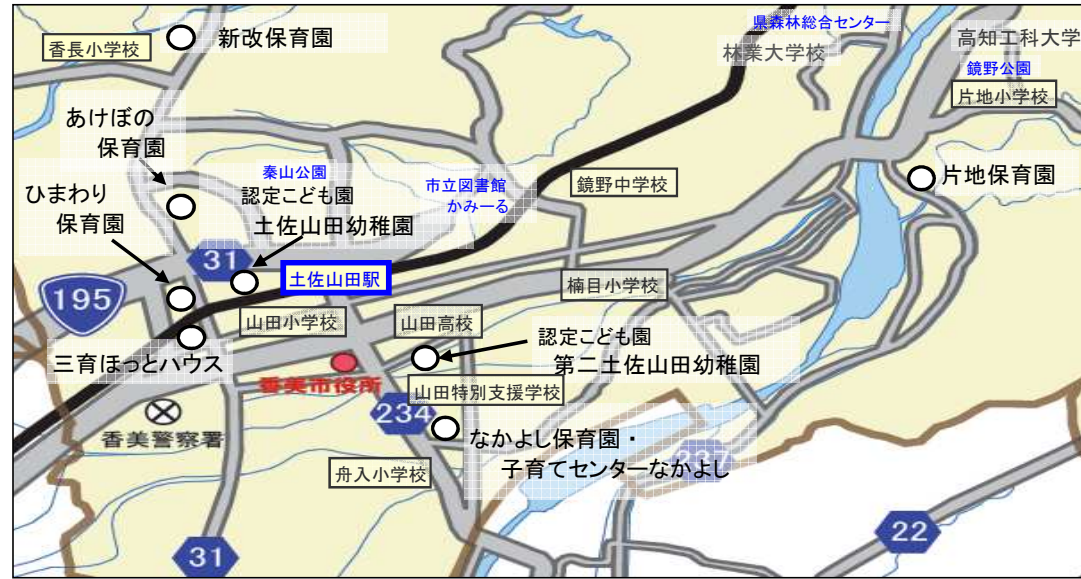 県森林総合センター
香長小学校
新改保育園
林業大学校
高知工科大学
鏡野公園
片地小学校
あけぼの
保育園
秦山公園
認定こども園
土佐山田幼稚園
市立図書館
かみーる
鏡野中学校
片地保育園
ひまわり
保育園
31
土佐山田駅
195
楠目小学校
山田小学校
山田高校
認定こども園
第二土佐山田幼稚園
三育ほっとハウス
香美市役所
山田特別支援学校
234
香美警察署
なかよし保育園・
子育てセンターなかよし
237
舟入小学校
22
31